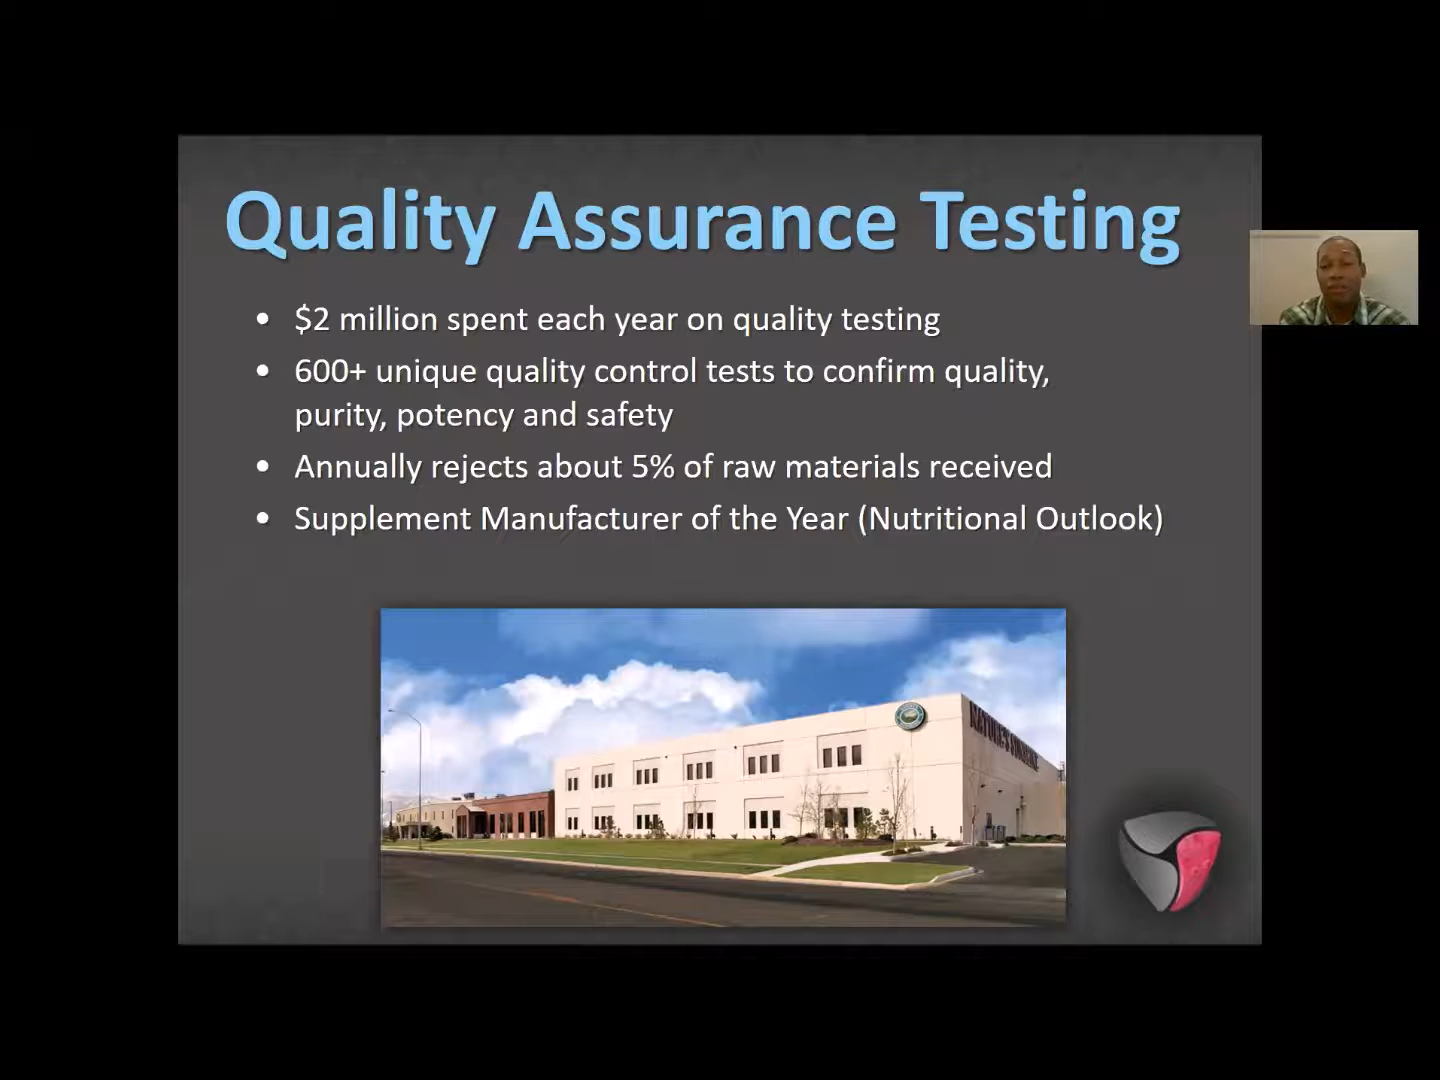 Quality Assurance Testing
• $2 million spent each year on quality testing
• 600+ unique quality control tests to confirm quality,
purity, potency and safety
• Annually rejects about 5% of raw materials received
• Supplement Manufacturer of the Year (Nutritional Outlook)
NATURE'S SUNSHINE